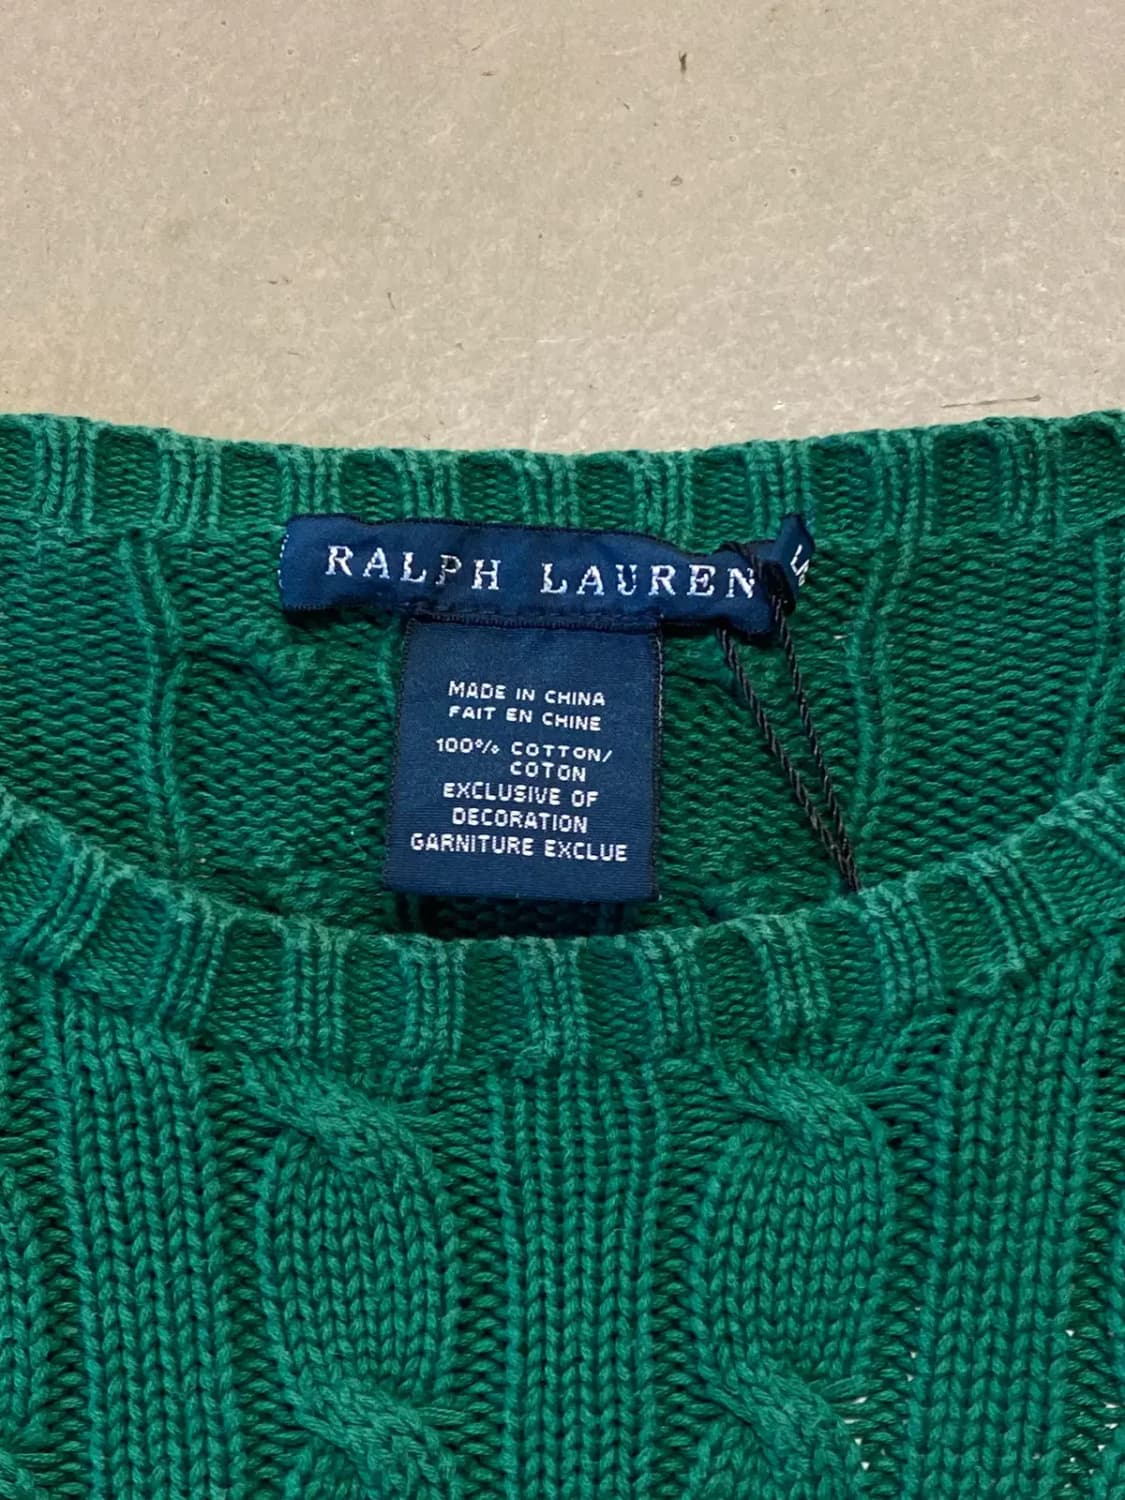 RALPH LAUREN
MADE IN CHINA
FAIT EN CHINE
100% COTTON/
COTON
EXCLUSIVE OF
DECORATION
GARNITURE EXCLUE